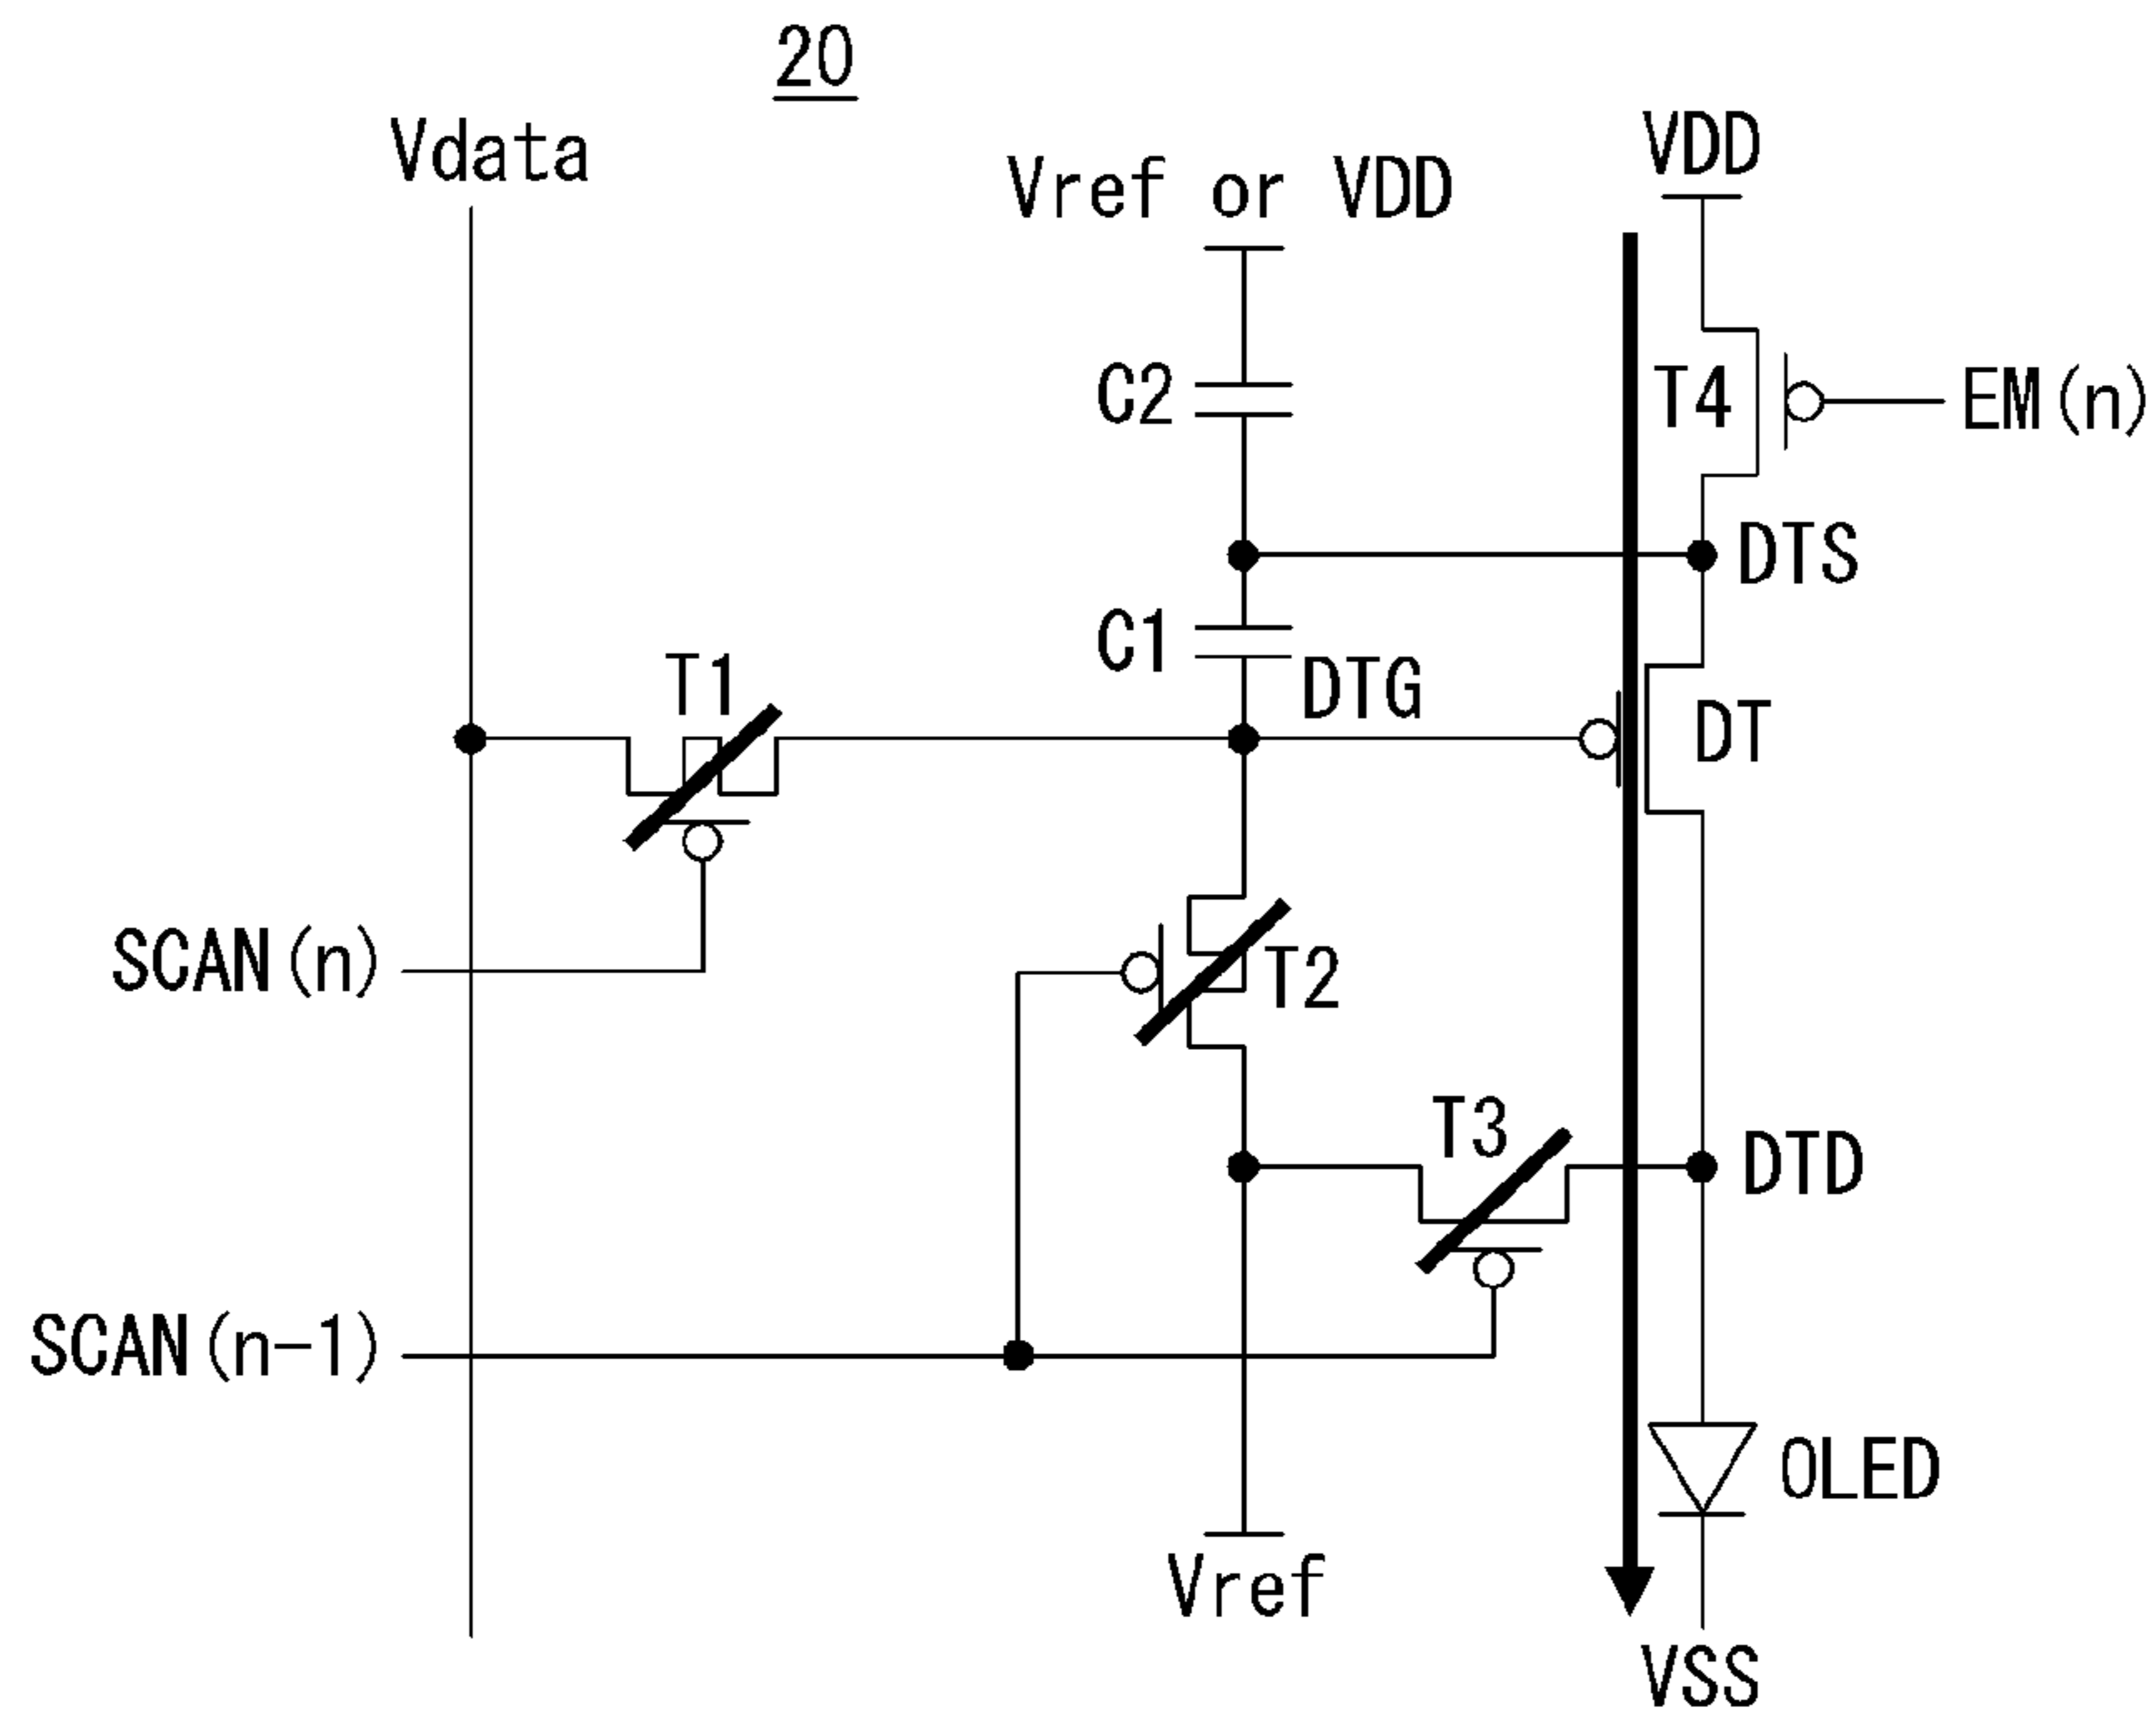 20
Vdata
Vref or VDD
VDD
C2
T4
EM(n)
DTS
C1
T1
DTG
DT
SCAN(n)
T2
T3
DTD
SCAN(n-1)
OLED
Vref
VSS